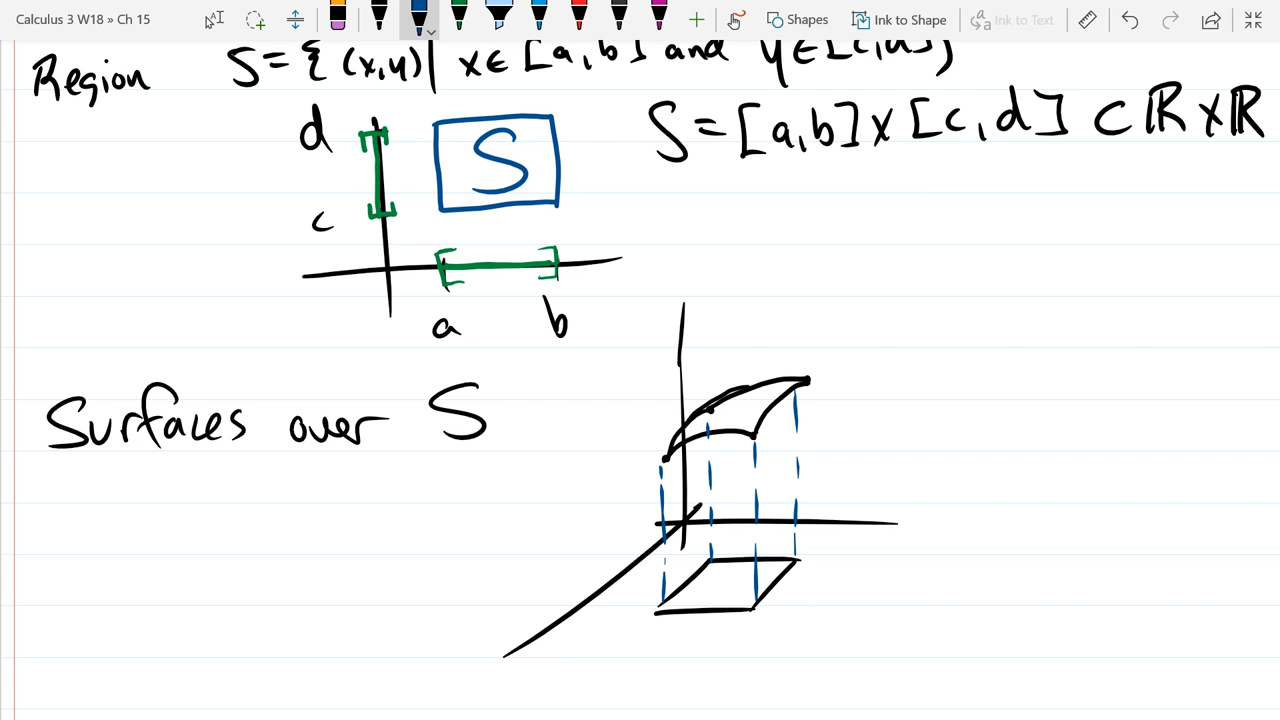 Calculus 3 W18 » Ch 15
Shapes
Ink to Shape
Ink to Text
Region S = { (x,y) | x∈ [a,b] and y∈[c,d] }
S = [a,b] × [c,d] ⊂ ℝ × ℝ
d
S
c
a b
Surfaces over S